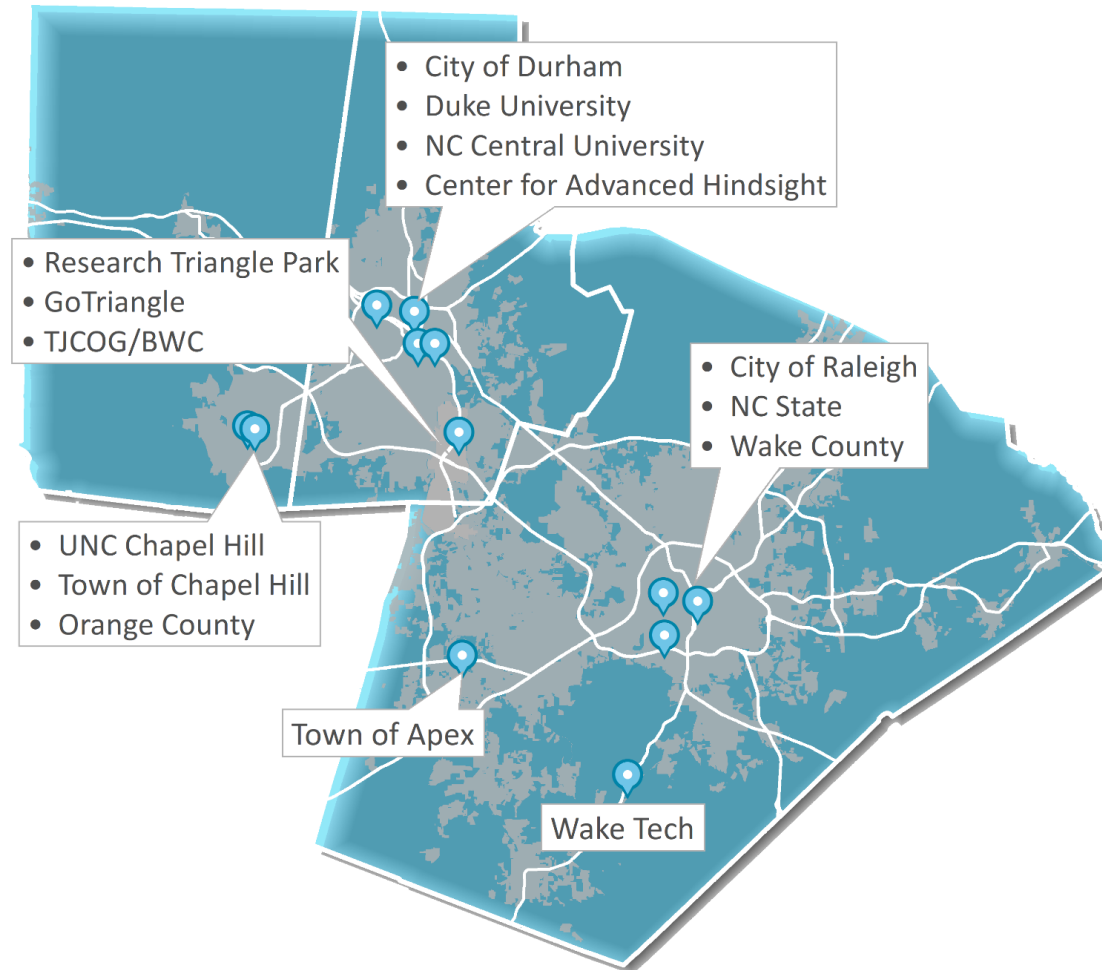 • City of Durham
• Duke University
• NC Central University
• Center for Advanced Hindsight
• Research Triangle Park
• GoTriangle
• TJCOG/BWC
• City of Raleigh
• NC State
• Wake County
• UNC Chapel Hill
• Town of Chapel Hill
• Orange County
Town of Apex
Wake Tech